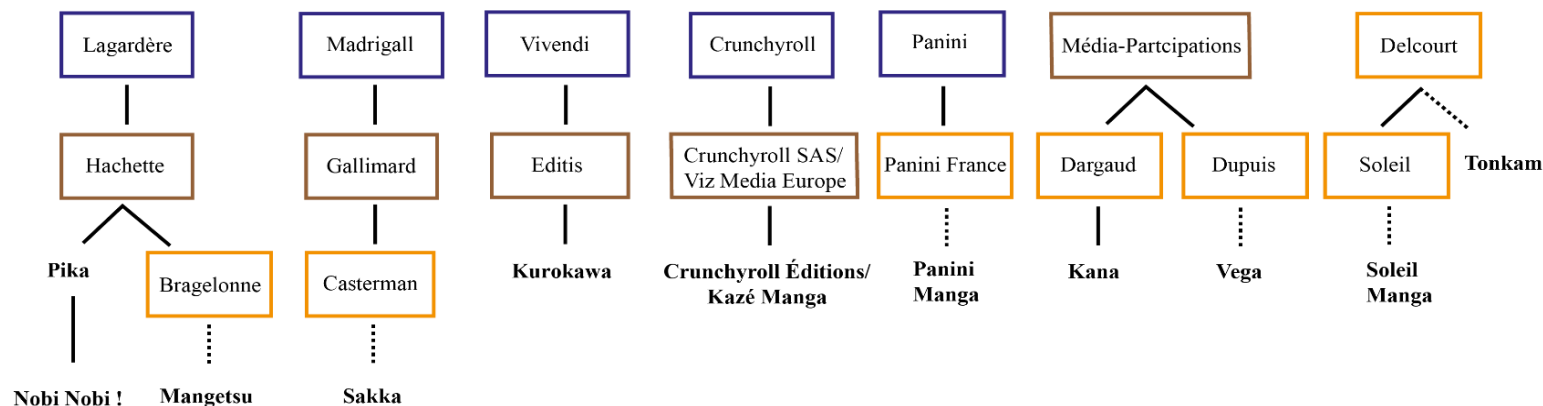 Lagardère
Madrigall
Vivendi
Crunchyroll
Panini
Média-Partcipations
Delcourt
Hachette
Gallimard
Editis
Crunchyroll SAS/
Viz Media Europe
Panini France
Dargaud
Dupuis
Soleil
Tonkam
Pika
Bragelonne
Casterman
Kurokawa
Crunchyroll Éditions/
Kazé Manga
Panini
Manga
Kana
Vega
Soleil
Manga
Nobi Nobi !
Mangetsu
Sakka